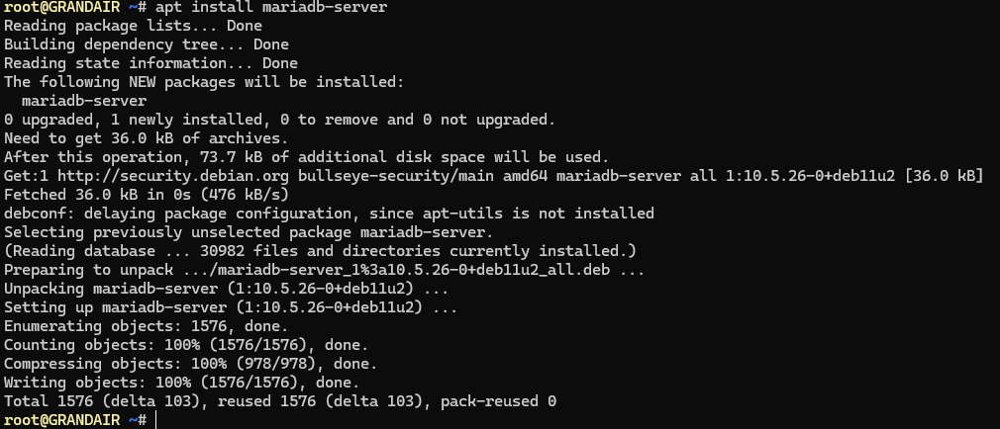 root@GRANDAIR ~# apt install mariadb-server
Reading package lists... Done
Building dependency tree... Done
Reading state information... Done
The following NEW packages will be installed:
  mariadb-server
0 upgraded, 1 newly installed, 0 to remove and 0 not upgraded.
Need to get 36.0 kB of archives.
After this operation, 73.7 kB of additional disk space will be used.
Get:1 http://security.debian.org bullseye-security/main amd64 mariadb-server all 1:10.5.26-0+deb11u2 [36.0 kB]
Fetched 36.0 kB in 0s (476 kB/s)
debconf: delaying package configuration, since apt-utils is not installed
Selecting previously unselected package mariadb-server.
(Reading database ... 30982 files and directories currently installed.)
Preparing to unpack .../mariadb-server_1%3a10.5.26-0+deb11u2_all.deb ...
Unpacking mariadb-server (1:10.5.26-0+deb11u2) ...
Setting up mariadb-server (1:10.5.26-0+deb11u2) ...
Enumerating objects: 1576, done.
Counting objects: 100% (1576/1576), done.
Compressing objects: 100% (978/978), done.
Writing objects: 100% (1576/1576), done.
Total 1576 (delta 103), reused 1576 (delta 103), pack-reused 0
root@GRANDAIR ~#